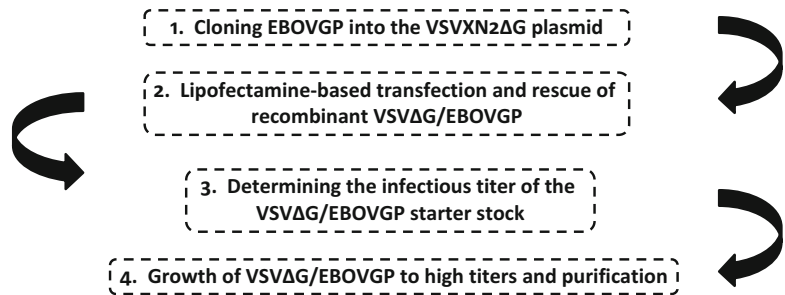 1. Cloning EBOVGP into the VSVXN2ΔG plasmid
2. Lipofectamine-based transfection and rescue of
recombinant VSVΔG/EBOVGP
3. Determining the infectious titer of the
VSVΔG/EBOVGP starter stock
4. Growth of VSVΔG/EBOVGP to high titers and purification